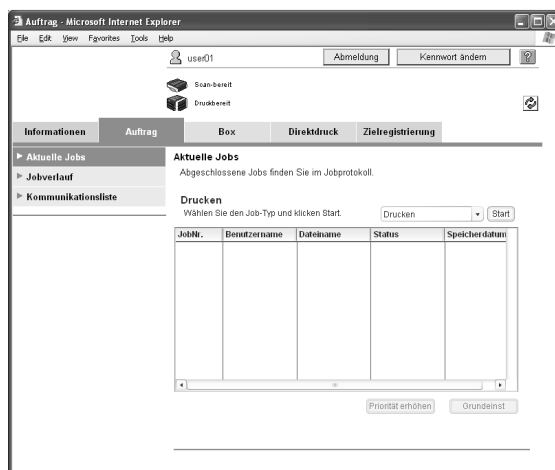 Auftrag - Microsoft Internet Explorer
File Edit View Favorites Tools Help
user01 Abmeldung Kennwort ändern ?
Scan-bereit
Druckbereit
Informationen Auftrag Box Direktdruck Zielregistrierung
Aktuelle Jobs
Jobverlauf
Kommunikationsliste
Aktuelle Jobs
Abgeschlossene Jobs finden Sie im Jobprotokoll.
Drucken
Wählen Sie den Job-Typ und klicken Start. Drucken Start
JobNr. Benutzername Dateiname Status Speicherdatum
Priorität erhöhen Grundeinst